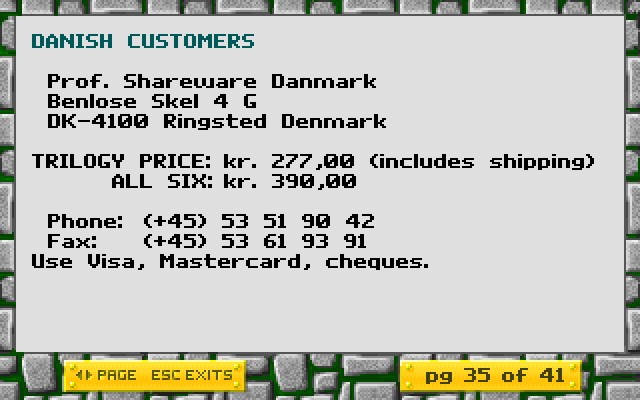 DANISH CUSTOMERS
Prof. Shareware Danmark
Benlose Skel 4 G
DK-4100 Ringsted Denmark
TRILOGY PRICE: kr. 277,00 (includes shipping)
ALL SIX: kr. 390,00
Phone: (+45) 53 51 90 42
Fax: (+45) 53 61 93 91
Use Visa, Mastercard, cheques.
PAGE ESC EXITS
pg 35 of 41